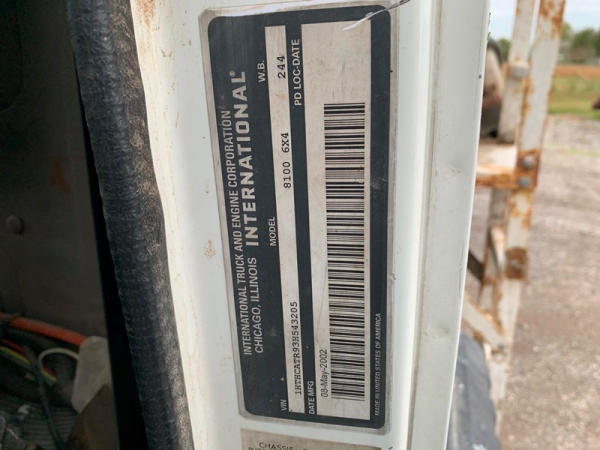 INTERNATIONAL TRUCK AND ENGINE CORPORATION
CHICAGO, ILLINOIS INTERNATIONAL®
MODEL W.B.
8100 6X4 244
VIN PD LOC-DATE
1HTHCATR93H543205
DATE MFG
08-May-2002
MADE IN UNITED STATES OF AMERICA
CHASSIS